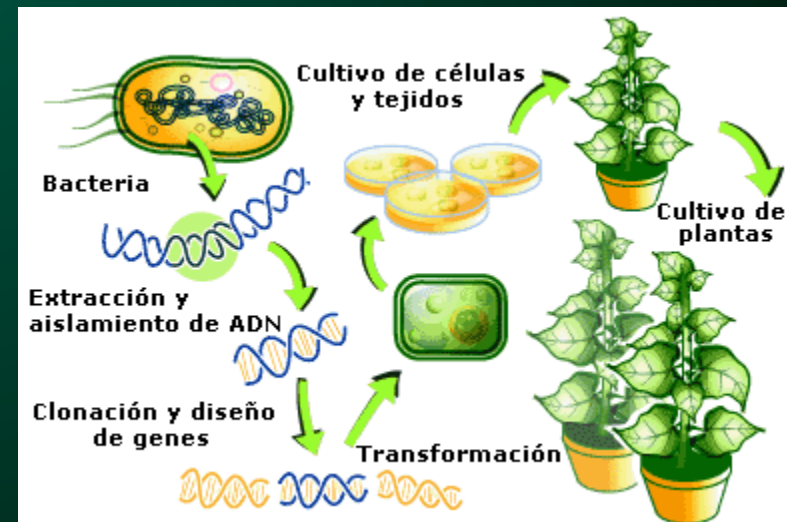 Cultivo de células
y tejidos
Bacteria
Cultivo de
plantas
Extracción y
aislamiento de ADN
Clonación y diseño
de genes
Transformación